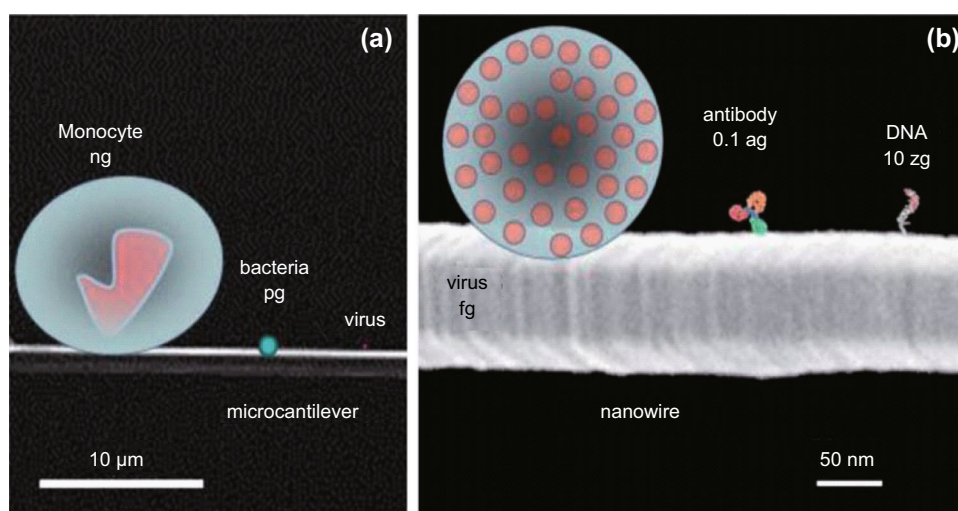 (a)
Monocyte
ng
bacteria
pg
virus
microcantilever
10 µm
(b)
antibody
0.1 ag
DNA
10 zg
virus
fg
nanowire
50 nm